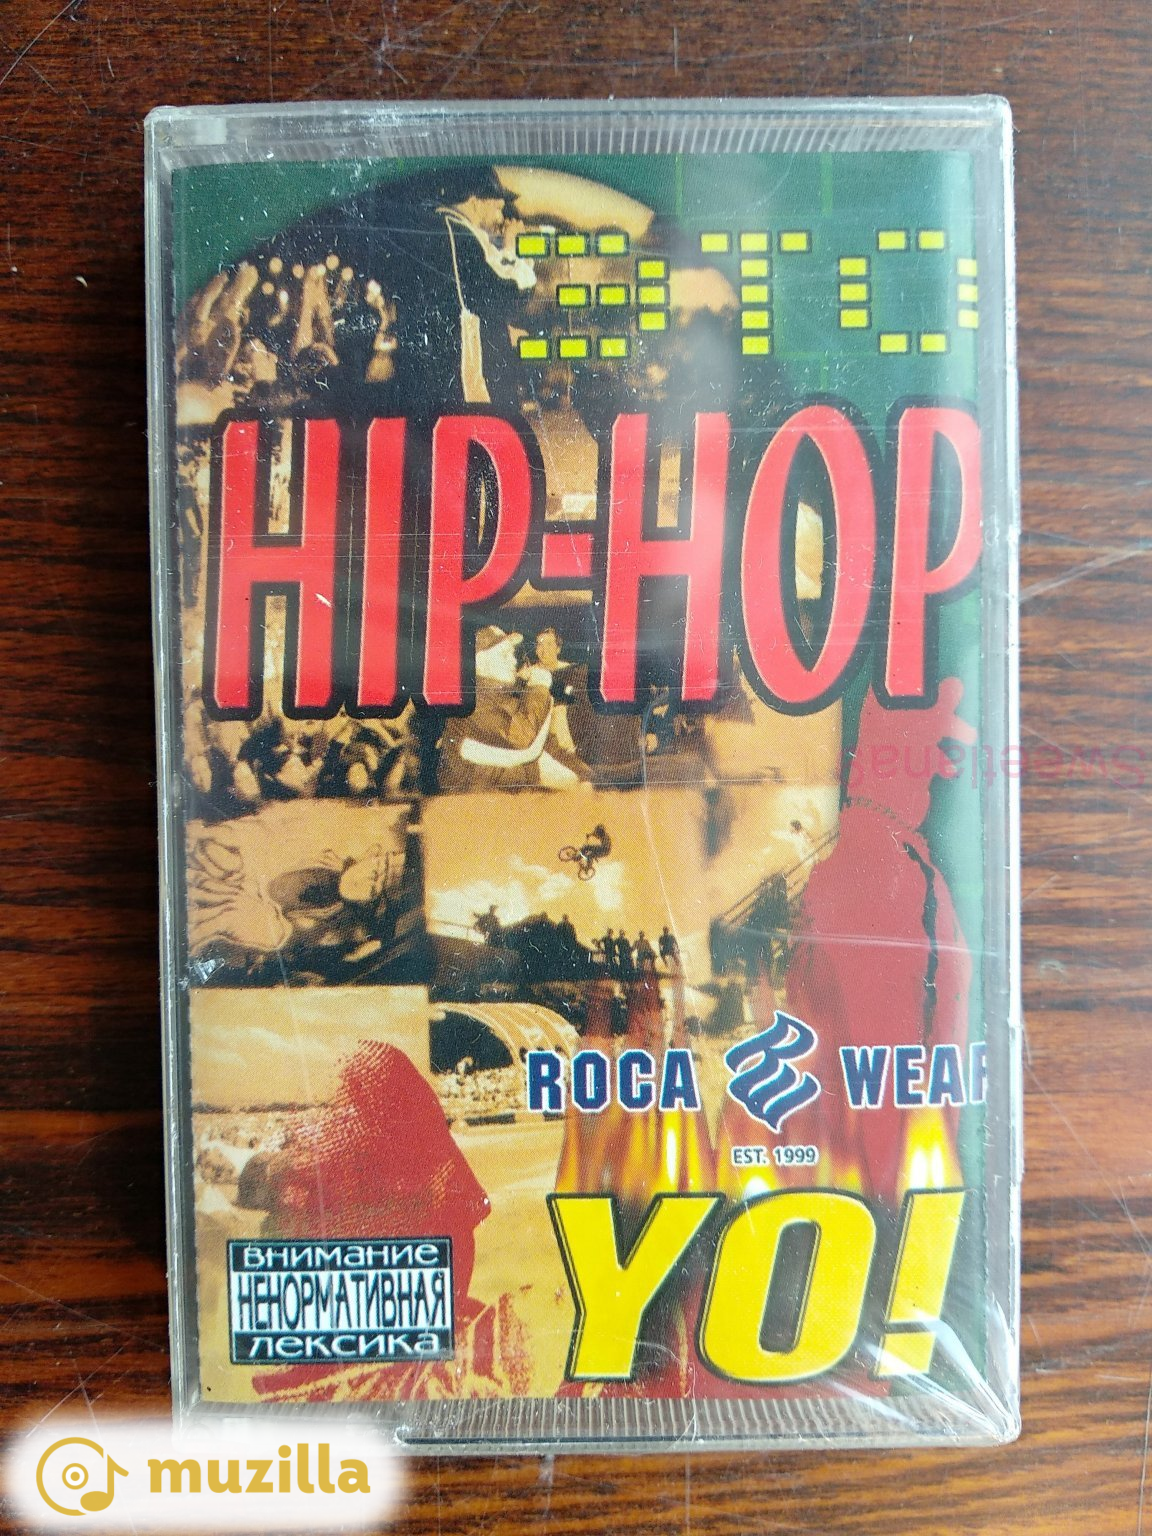 ЭТО
HIP-HOP
ROCA WEAR
EST. 1999
YO!
ВНИМАНИЕ
НЕНОРМАТИВНАЯ
ЛЕКСИКА
muzilla